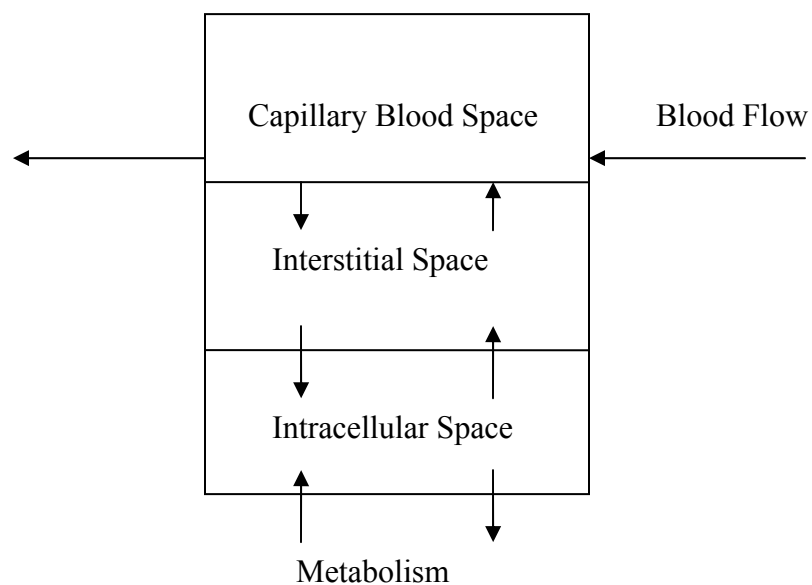 Capillary Blood Space
Blood Flow
Interstitial Space
Intracellular Space
Metabolism